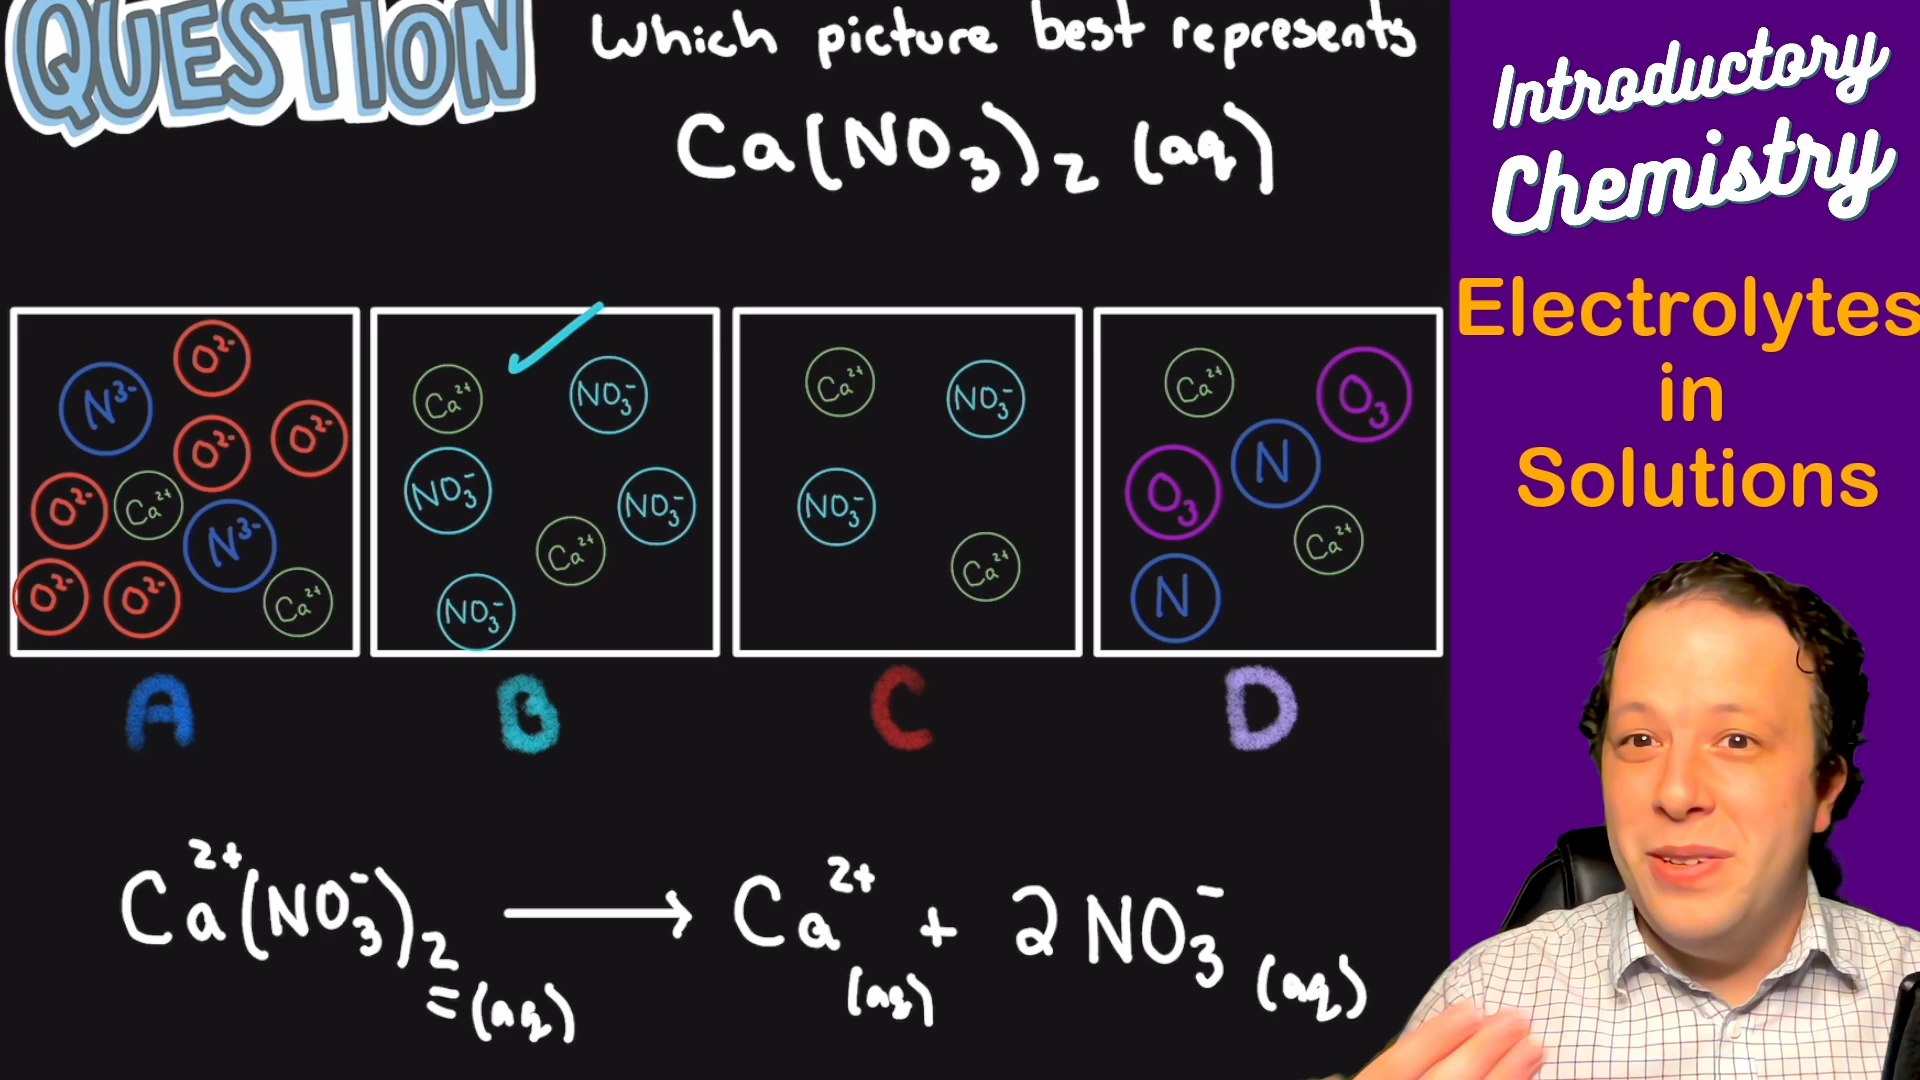 QUESTION
Which picture best represents
Ca(NO₃)₂ (aq)
Introductory
Chemistry
Electrolytes
in
Solutions
N³⁻ O²⁻ O²⁻ O²⁻ O²⁻ Ca²⁺ N³⁻ O²⁻ O²⁻ Ca²⁺
Ca²⁺ NO₃⁻ NO₃⁻ NO₃⁻ Ca²⁺ NO₃⁻
Ca²⁺ NO₃⁻ NO₃⁻ Ca²⁺
Ca²⁺ O₃ N O₃ Ca²⁺ N
A B C D
Ca²⁺(NO₃⁻)₂ (aq) → Ca²⁺ (aq) + 2 NO₃⁻ (aq)